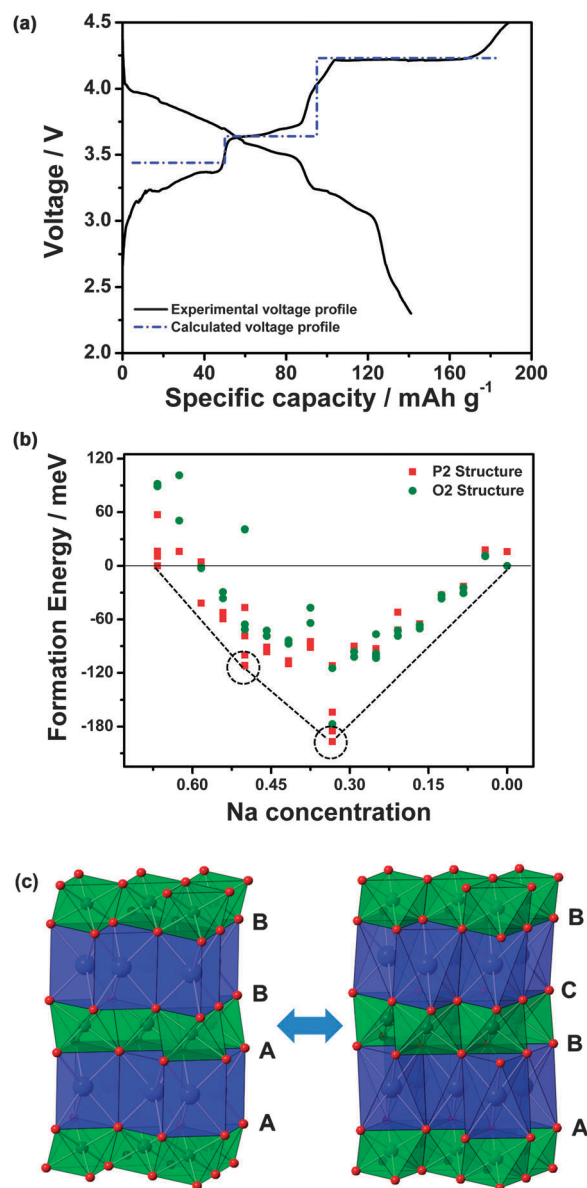 (a)
4.5
4.0
3.5
3.0
2.5
2.0
Voltage / V
Experimental voltage profile
Calculated voltage profile
0 40 80 120 160 200
Specific capacity / mAh g-1
(b)
120
60
0
-60
-120
-180
Formation Energy / meV
P2 Structure
O2 Structure
0.60 0.45 0.30 0.15 0.00
Na concentration
(c)
B
B
A
A
B
C
B
A